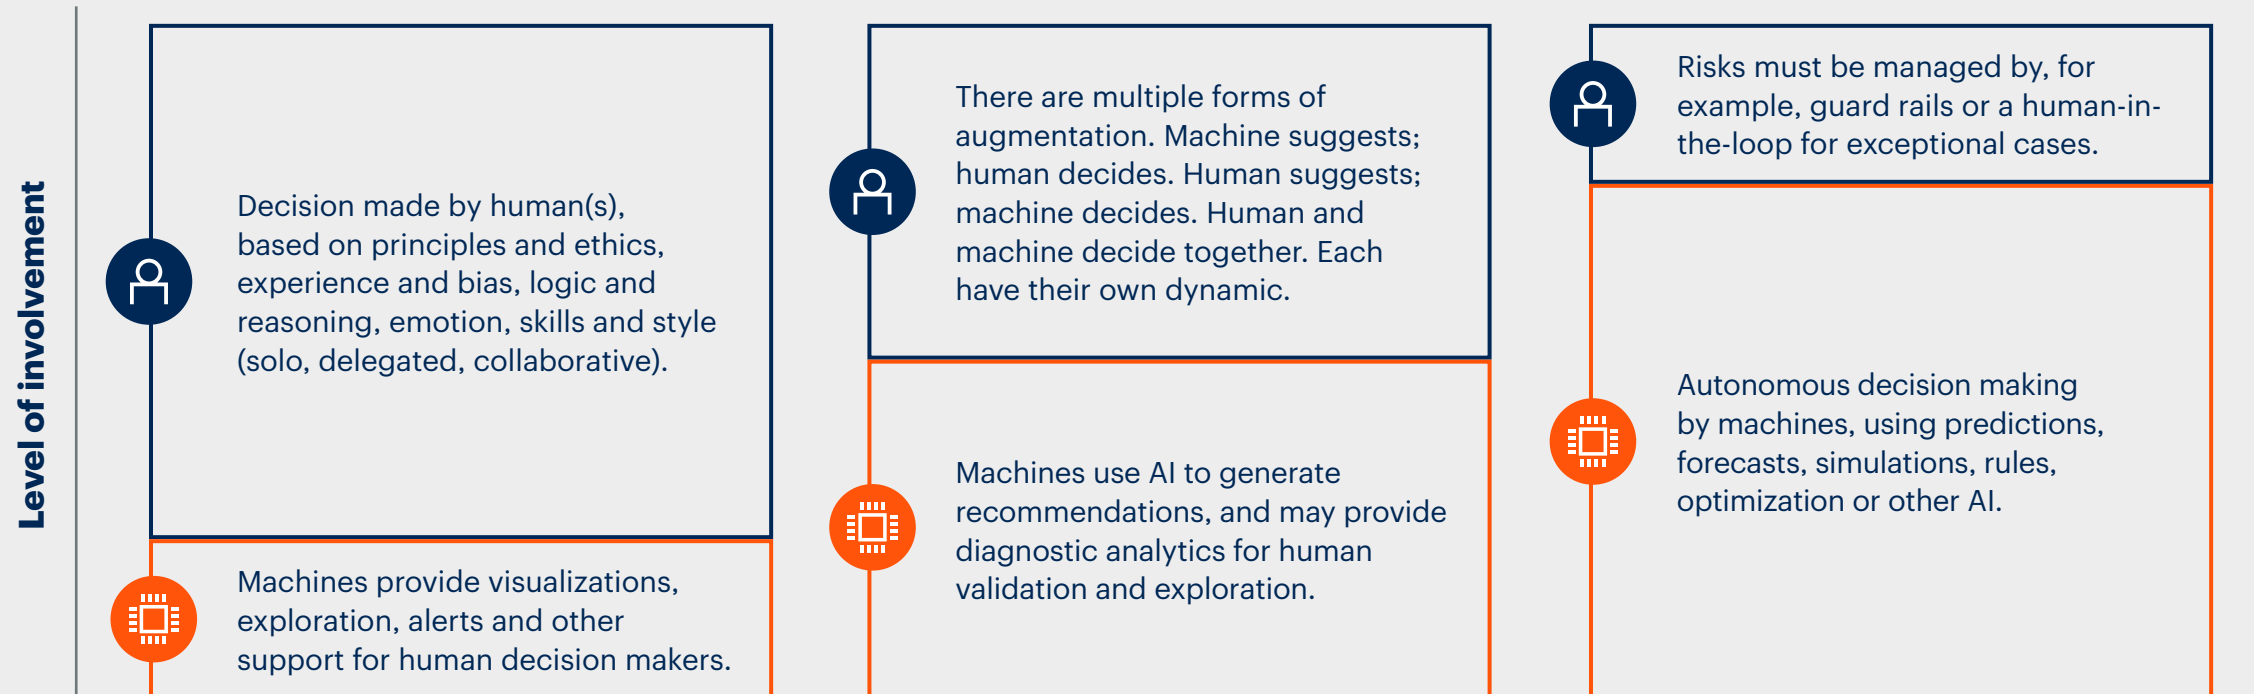 Level of involvement
Decision made by human(s),
based on principles and ethics,
experience and bias, logic and
reasoning, emotion, skills and style
(solo, delegated, collaborative).
Machines provide visualizations,
exploration, alerts and other
support for human decision makers.
There are multiple forms of
augmentation. Machine suggests;
human decides. Human suggests;
machine decides. Human and
machine decide together. Each
have their own dynamic.
Machines use AI to generate
recommendations, and may provide
diagnostic analytics for human
validation and exploration.
Risks must be managed by, for
example, guard rails or a human-in-
the-loop for exceptional cases.
Autonomous decision making
by machines, using predictions,
forecasts, simulations, rules,
optimization or other AI.